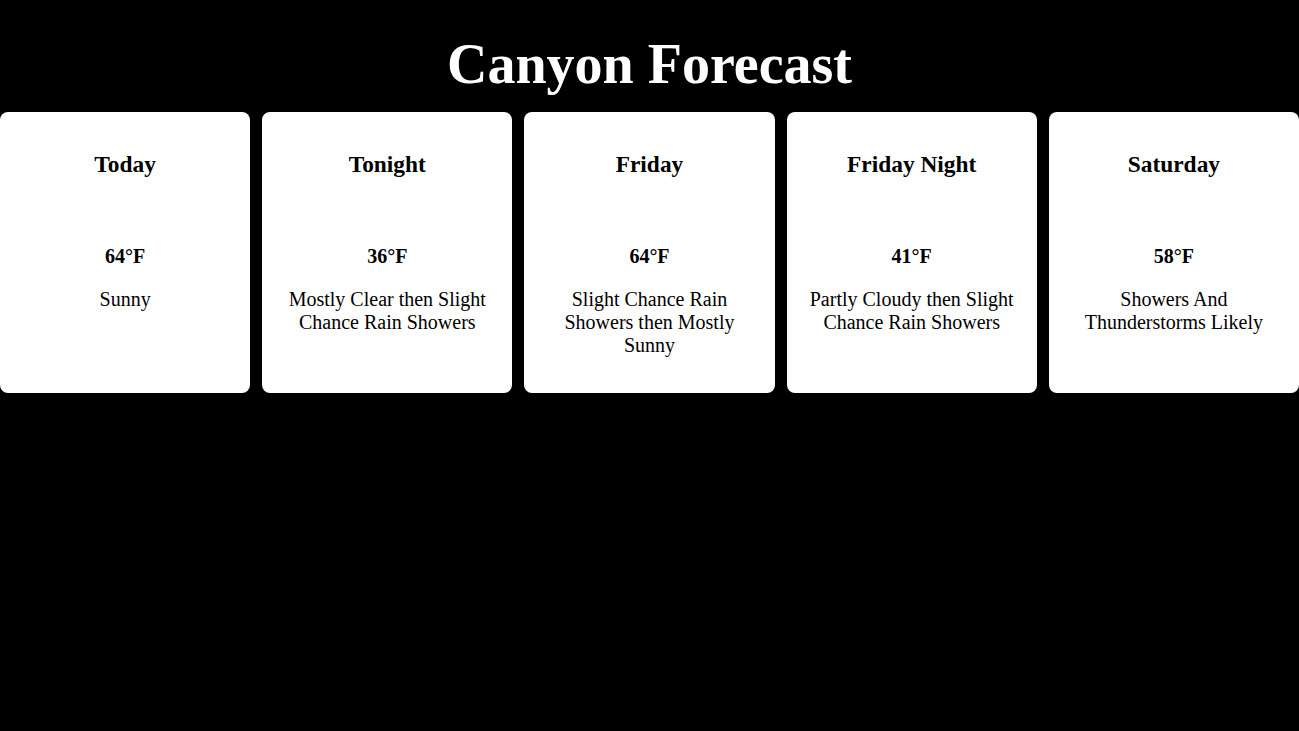 Canyon Forecast
Today
64°F
Sunny
Tonight
36°F
Mostly Clear then Slight
Chance Rain Showers
Friday
64°F
Slight Chance Rain
Showers then Mostly
Sunny
Friday Night
41°F
Partly Cloudy then Slight
Chance Rain Showers
Saturday
58°F
Showers And
Thunderstorms Likely